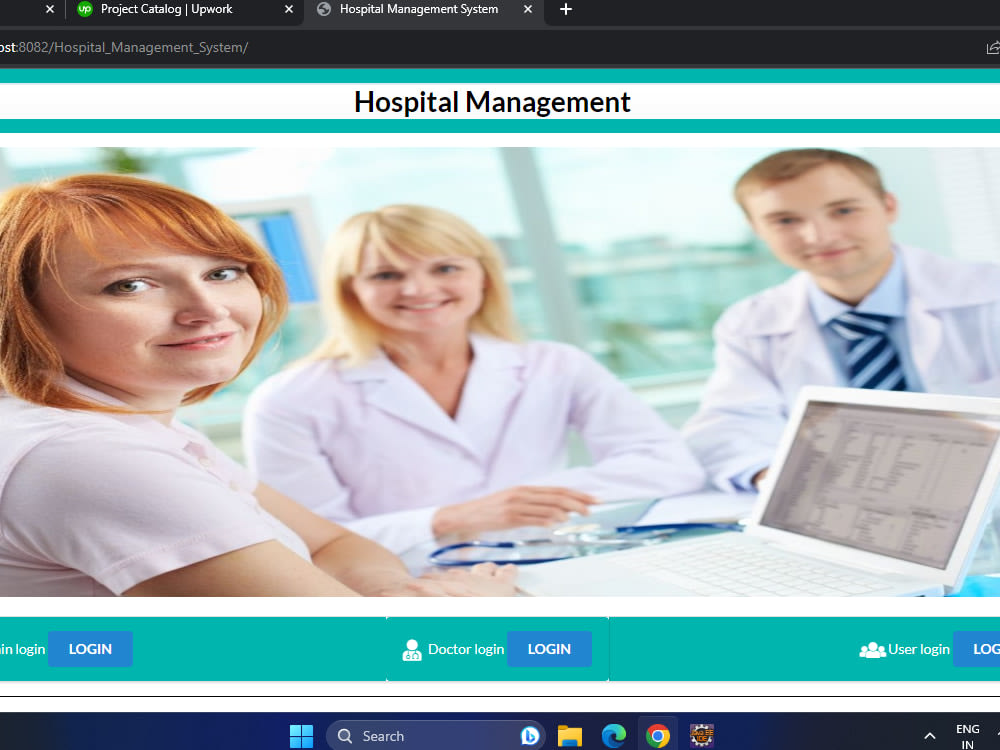 Project Catalog | Upwork
Hospital Management System
ost:8082/Hospital_Management_System/
Hospital Management
in login LOGIN
Doctor login LOGIN
User login LOG
Search
ENG
IN